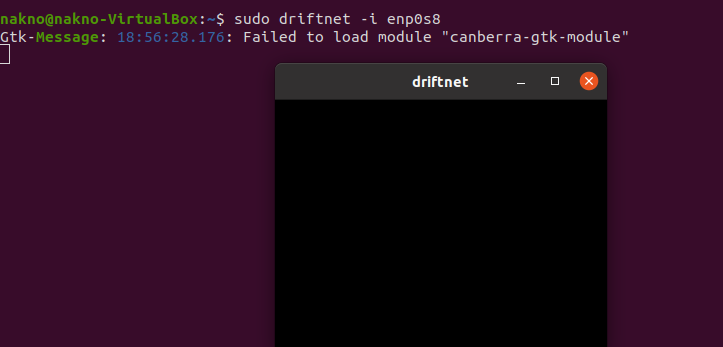 nakno@nakno-VirtualBox:~$ sudo driftnet -i enp0s8
Gtk-Message: 18:56:28.176: Failed to load module "canberra-gtk-module"
driftnet